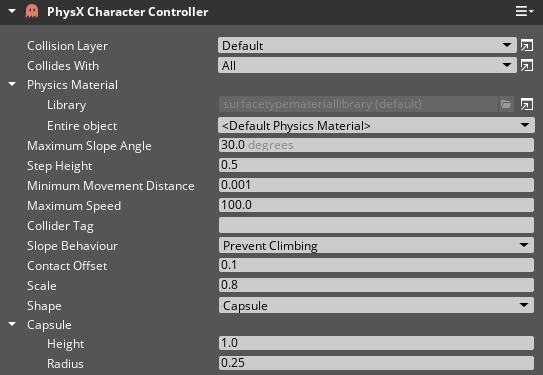 PhysX Character Controller
Collision Layer Default
Collides With All
Physics Material
Library surfacetypemateriallibrary (default)
Entire object <Default Physics Material>
Maximum Slope Angle 30.0 degrees
Step Height 0.5
Minimum Movement Distance 0.001
Maximum Speed 100.0
Collider Tag
Slope Behaviour Prevent Climbing
Contact Offset 0.1
Scale 0.8
Shape Capsule
Capsule
Height 1.0
Radius 0.25